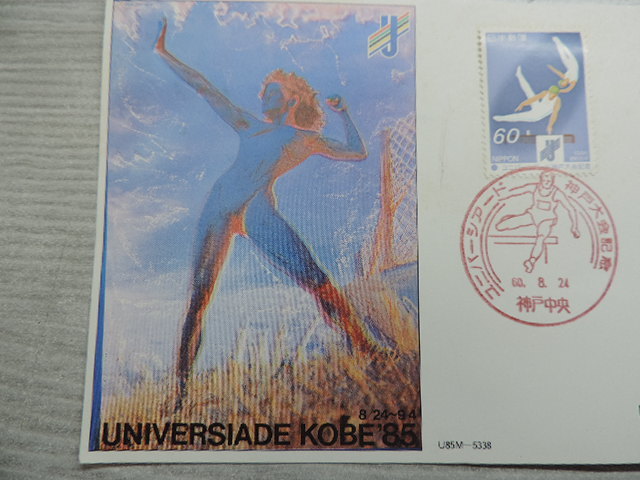 8/24~9/4
UNIVERSIADE KOBE'85
日本郵便
60
NIPPON
ユニバーシアード神戸大会記念
60. 8. 24
神戸中央
U85M-5338